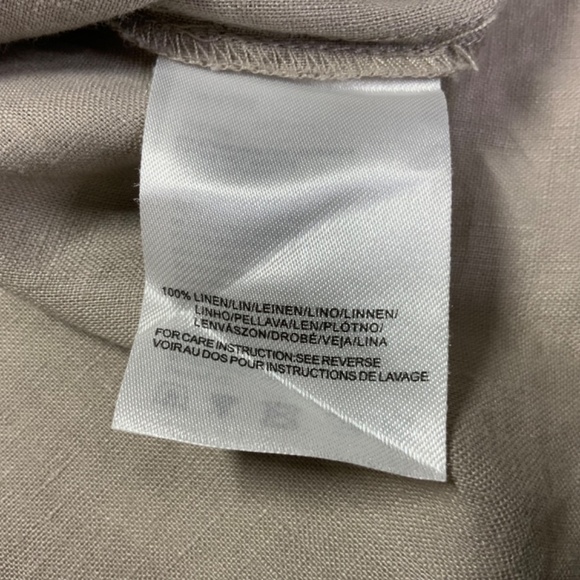 100% LINEN/LIN/LEINEN/LINO/LINNEN/
LINHO/PELLAVA/LEN/PLÓTNO/
LENVÁSZON/DROBÉ/VEJA/LINA
FOR CARE INSTRUCTION:SEE REVERSE
VOIR AU DOS POUR INSTRUCTIONS DE LAVAGE